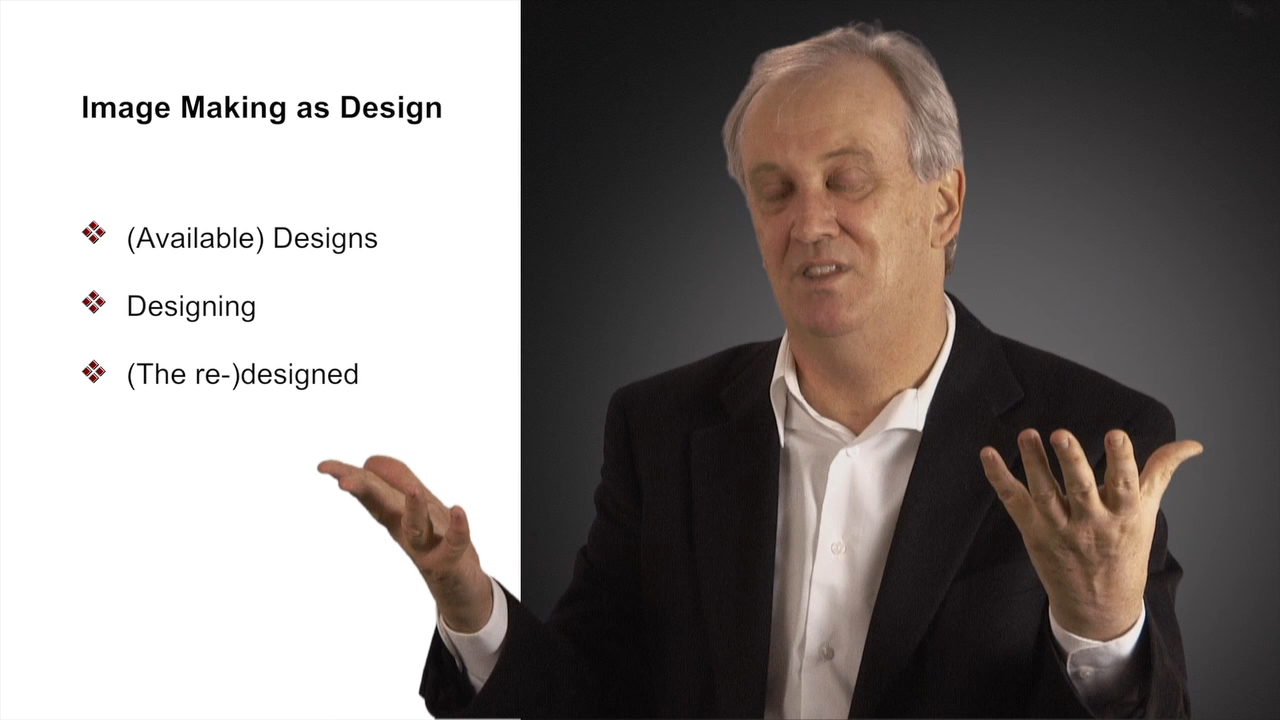 Image Making as Design
(Available) Designs
Designing
(The re-)designed